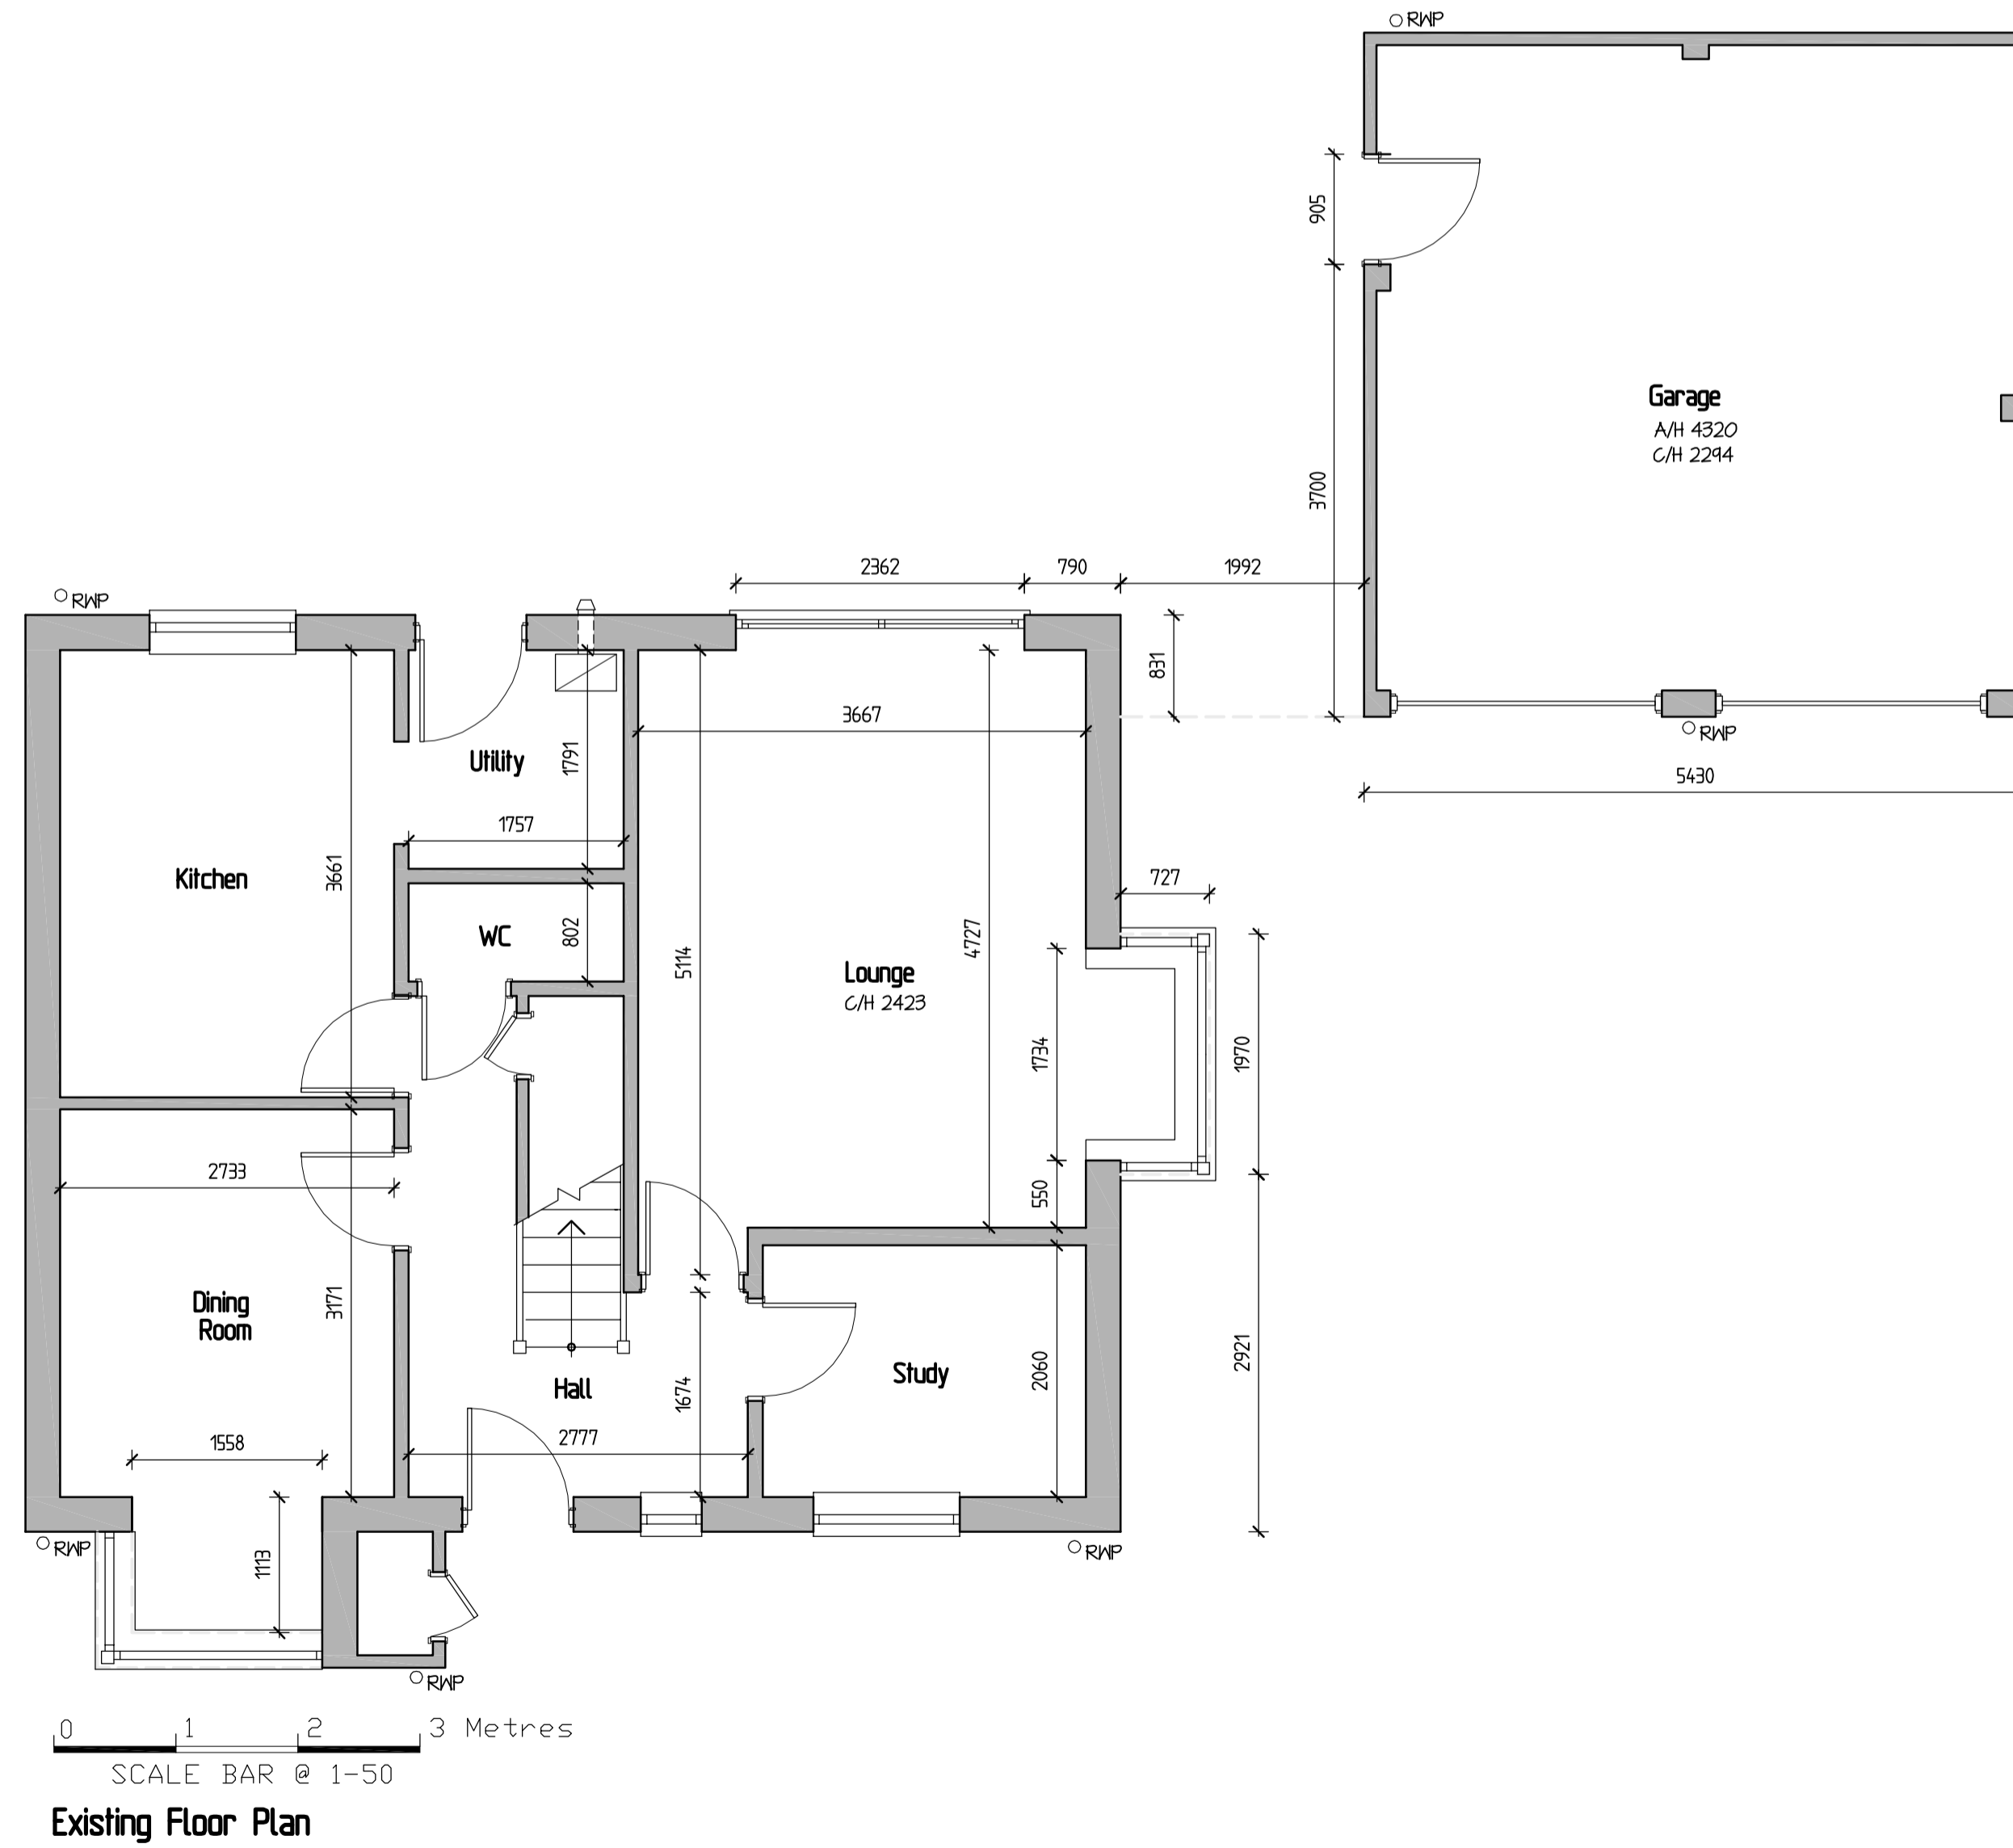 RWP
905
Garage
A/H 4320
C/H 2294
3700
2362
790
1992
RWP
831
3667
RWP
Utility
1791
5430
1757
Kitchen
3661
727
WC
802
5114
4727
Lounge
C/H 2423
1734
1970
2733
550
Dining
Room
3171
Hall
Study
2060
2921
1674
1558
2777
RWP
1113
RWP
RWP
0 1 2 3 Metres
SCALE BAR @ 1-50
Existing Floor Plan